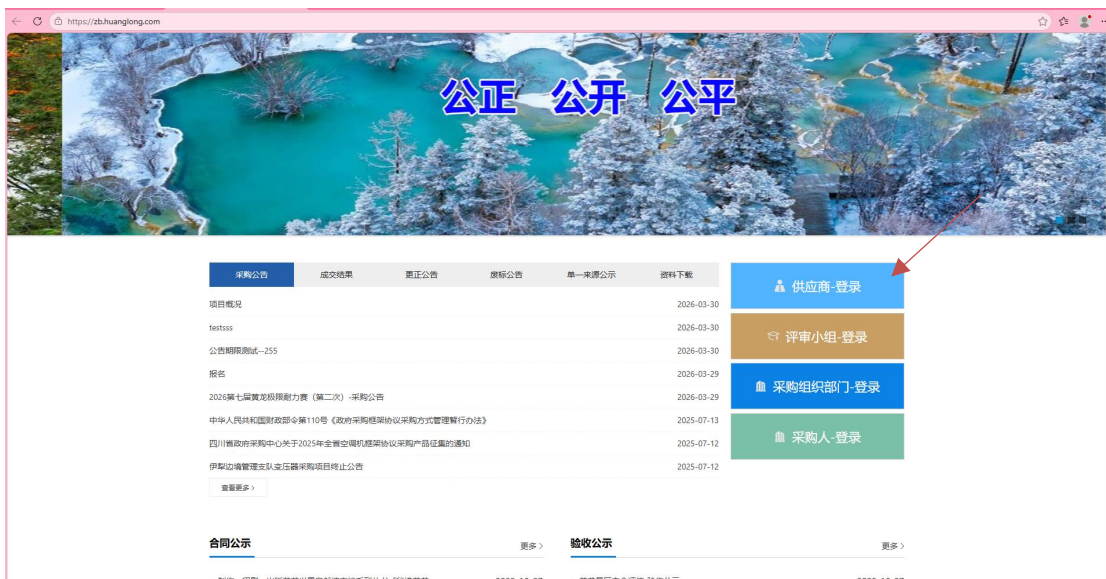 https://zb.huanglong.com
公正 公开 公平
采购公告 成交结果 更正公告 废标公告 单一来源公示 资料下载
项目概况 2026-03-30
testsss 2026-03-30
公告期限测试--255 2026-03-30
报名 2026-03-29
2026第七届黄龙极限耐力赛（第二次）-采购公告 2026-03-29
中华人民共和国财政部令第110号《政府采购框架协议采购方式管理暂行办法》 2025-07-13
四川省政府采购中心关于2025年全省空调机框架协议采购产品征集的通知 2025-07-12
伊犁边境管理支队变压器采购项目终止公告 2025-07-12
查看更多 >
供应商-登录
评审小组-登录
采购组织部门-登录
采购人-登录
合同公示 更多 >
验收公示 更多 >